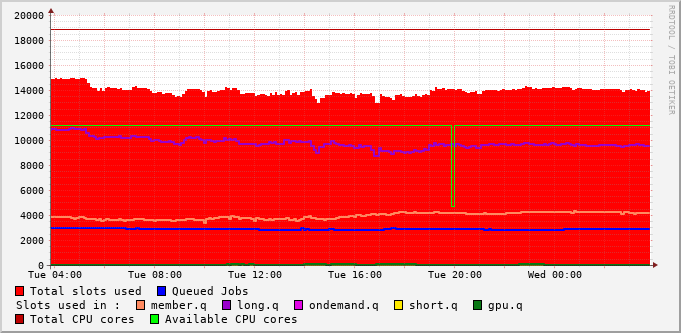 RRDTOOL / TOBI OETIKER
20000
18000
16000
14000
12000
10000
8000
6000
4000
2000
0
Tue 04:00 Tue 08:00 Tue 12:00 Tue 16:00 Tue 20:00 Wed 00:00
Total slots used Queued Jobs
Slots used in : member.q long.q ondemand.q short.q gpu.q
Total CPU cores Available CPU cores